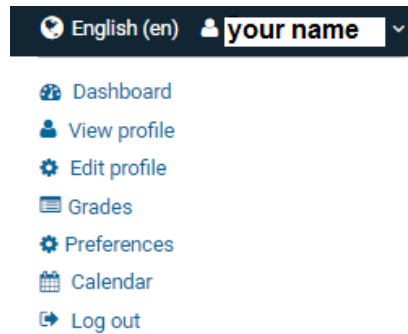 English (en) your name
Dashboard
View profile
Edit profile
Grades
Preferences
Calendar
Log out